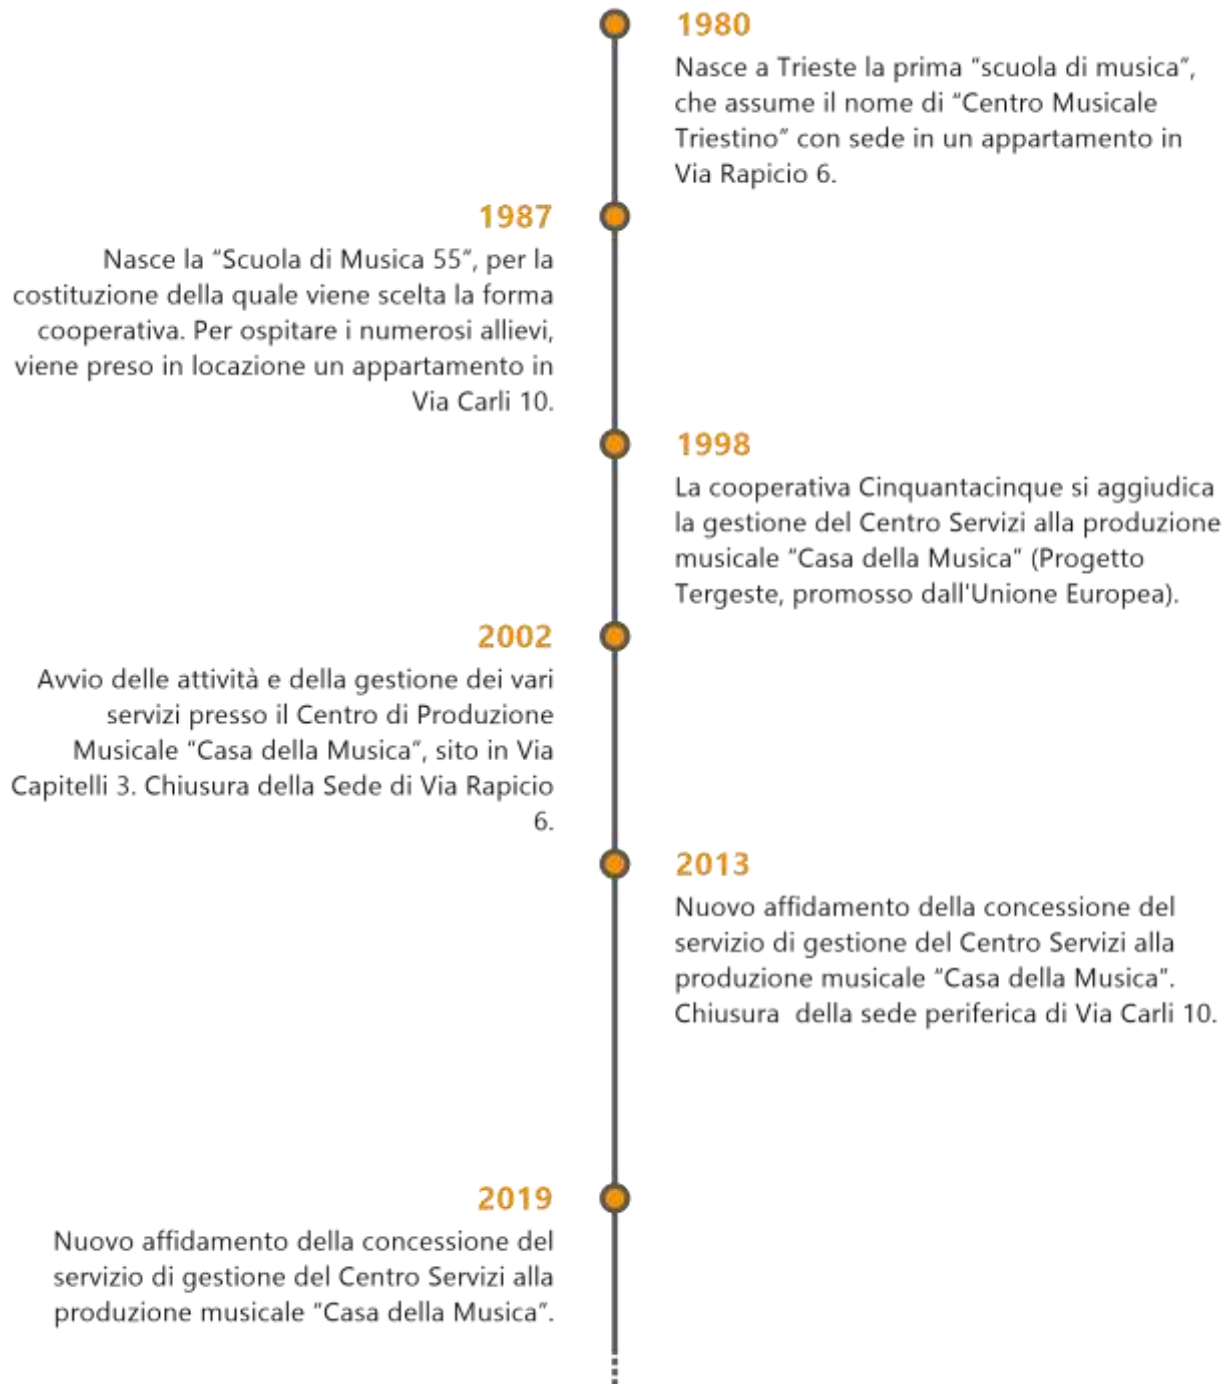 1980
Nasce a Trieste la prima “scuola di musica”,
che assume il nome di “Centro Musicale
Triestino” con sede in un appartamento in
Via Rapicio 6.
1987
Nasce la “Scuola di Musica 55”, per la
costituzione della quale viene scelta la forma
cooperativa. Per ospitare i numerosi allievi,
viene preso in locazione un appartamento in
Via Carli 10.
1998
La cooperativa Cinquantacinque si aggiudica
la gestione del Centro Servizi alla produzione
musicale “Casa della Musica” (Progetto
Tergeste, promosso dall'Unione Europea).
2002
Avvio delle attività e della gestione dei vari
servizi presso il Centro di Produzione
Musicale “Casa della Musica”, sito in Via
Capitelli 3. Chiusura della Sede di Via Rapicio
6.
2013
Nuovo affidamento della concessione del
servizio di gestione del Centro Servizi alla
produzione musicale “Casa della Musica”.
Chiusura  della sede periferica di Via Carli 10.
2019
Nuovo affidamento della concessione del
servizio di gestione del Centro Servizi alla
produzione musicale “Casa della Musica”.